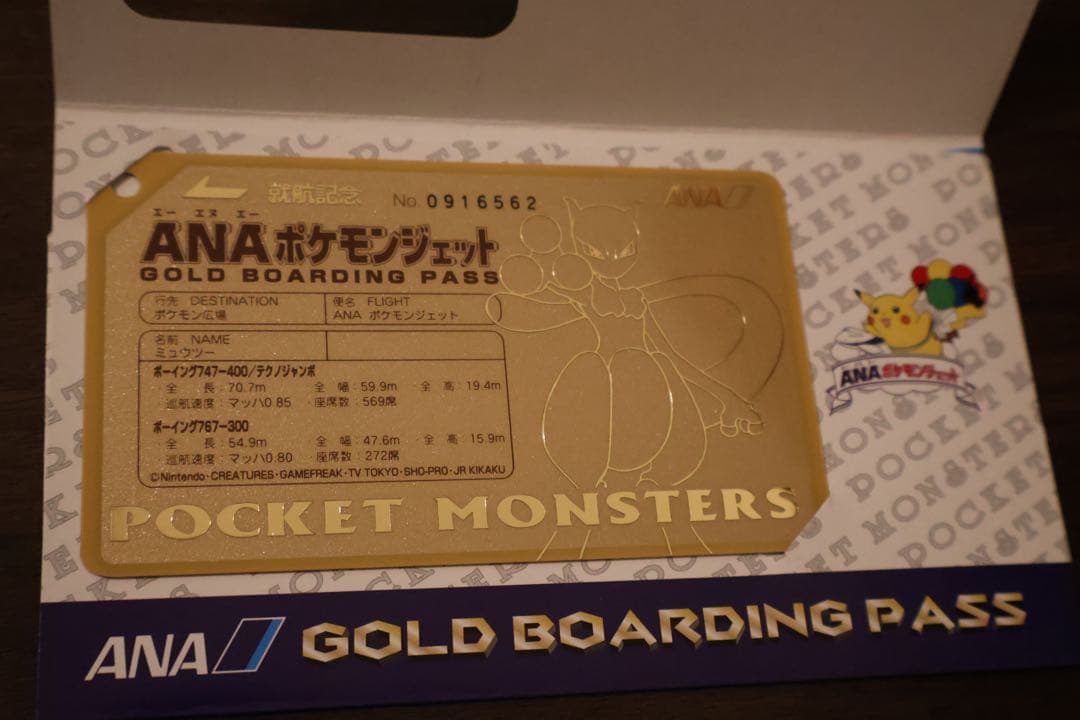 就航記念 No. 0916562 ANA
エー エヌ エー
ANAポケモンジェット
GOLD BOARDING PASS
行先 DESTINATION 便名 FLIGHT
ポケモン広場 ANA ポケモンジェット
名前 NAME
ミュウツー
ボーイング747-400/テクノジャンボ
・全 長:70.7m 全 幅:59.9m ・全 高:19.4m
・巡航速度:マッハ0.85 ・座席数:569席
ボーイング767-300
・全 長:54.9m 全 幅:47.6m ・全 高:15.9m
・巡航速度:マッハ0.80 ・座席数:272席
©Nintendo・CREATURES・GAMEFREAK・TV TOKYO・SHO-PRO・JR KIKAKU
POCKET MONSTERS
ANAポケモンジェット
ANA GOLD BOARDING PASS